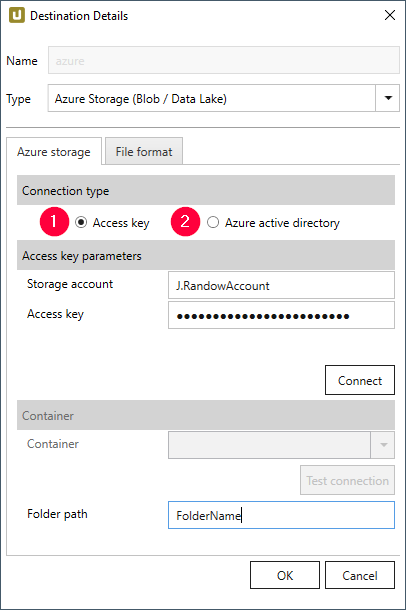 Destination Details
Name azure
Type Azure Storage (Blob / Data Lake)
Azure storage File format
Connection type
1 Access key 2 Azure active directory
Access key parameters
Storage account J.RandowAccount
Access key ●●●●●●●●●●●●●●●●●●●●●●●●
Connect
Container
Container
Test connection
Folder path FolderName
OK Cancel